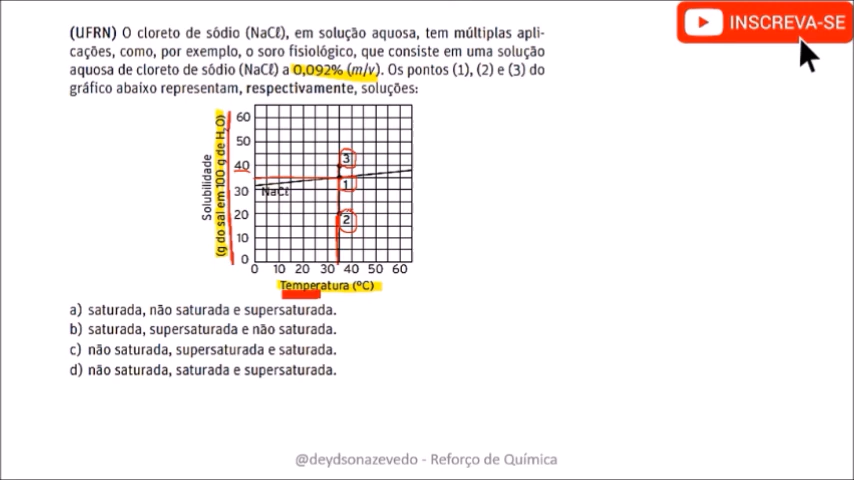 INSCREVA-SE
(UFRN) O cloreto de sódio (NaCℓ), em solução aquosa, tem múltiplas apli-
cações, como, por exemplo, o soro fisiológico, que consiste em uma solução
aquosa de cloreto de sódio (NaCℓ) a 0,092% (m/v). Os pontos (1), (2) e (3) do
gráfico abaixo representam, respectivamente, soluções:
Solubilidade
(g do sal em 100 g de H₂O)
60
50
40
30
20
10
0
3
1
NaCℓ
2
0 10 20 30 40 50 60
Temperatura (ºC)
a) saturada, não saturada e supersaturada.
b) saturada, supersaturada e não saturada.
c) não saturada, supersaturada e saturada.
d) não saturada, saturada e supersaturada.
@deydsonazevedo - Reforço de Química